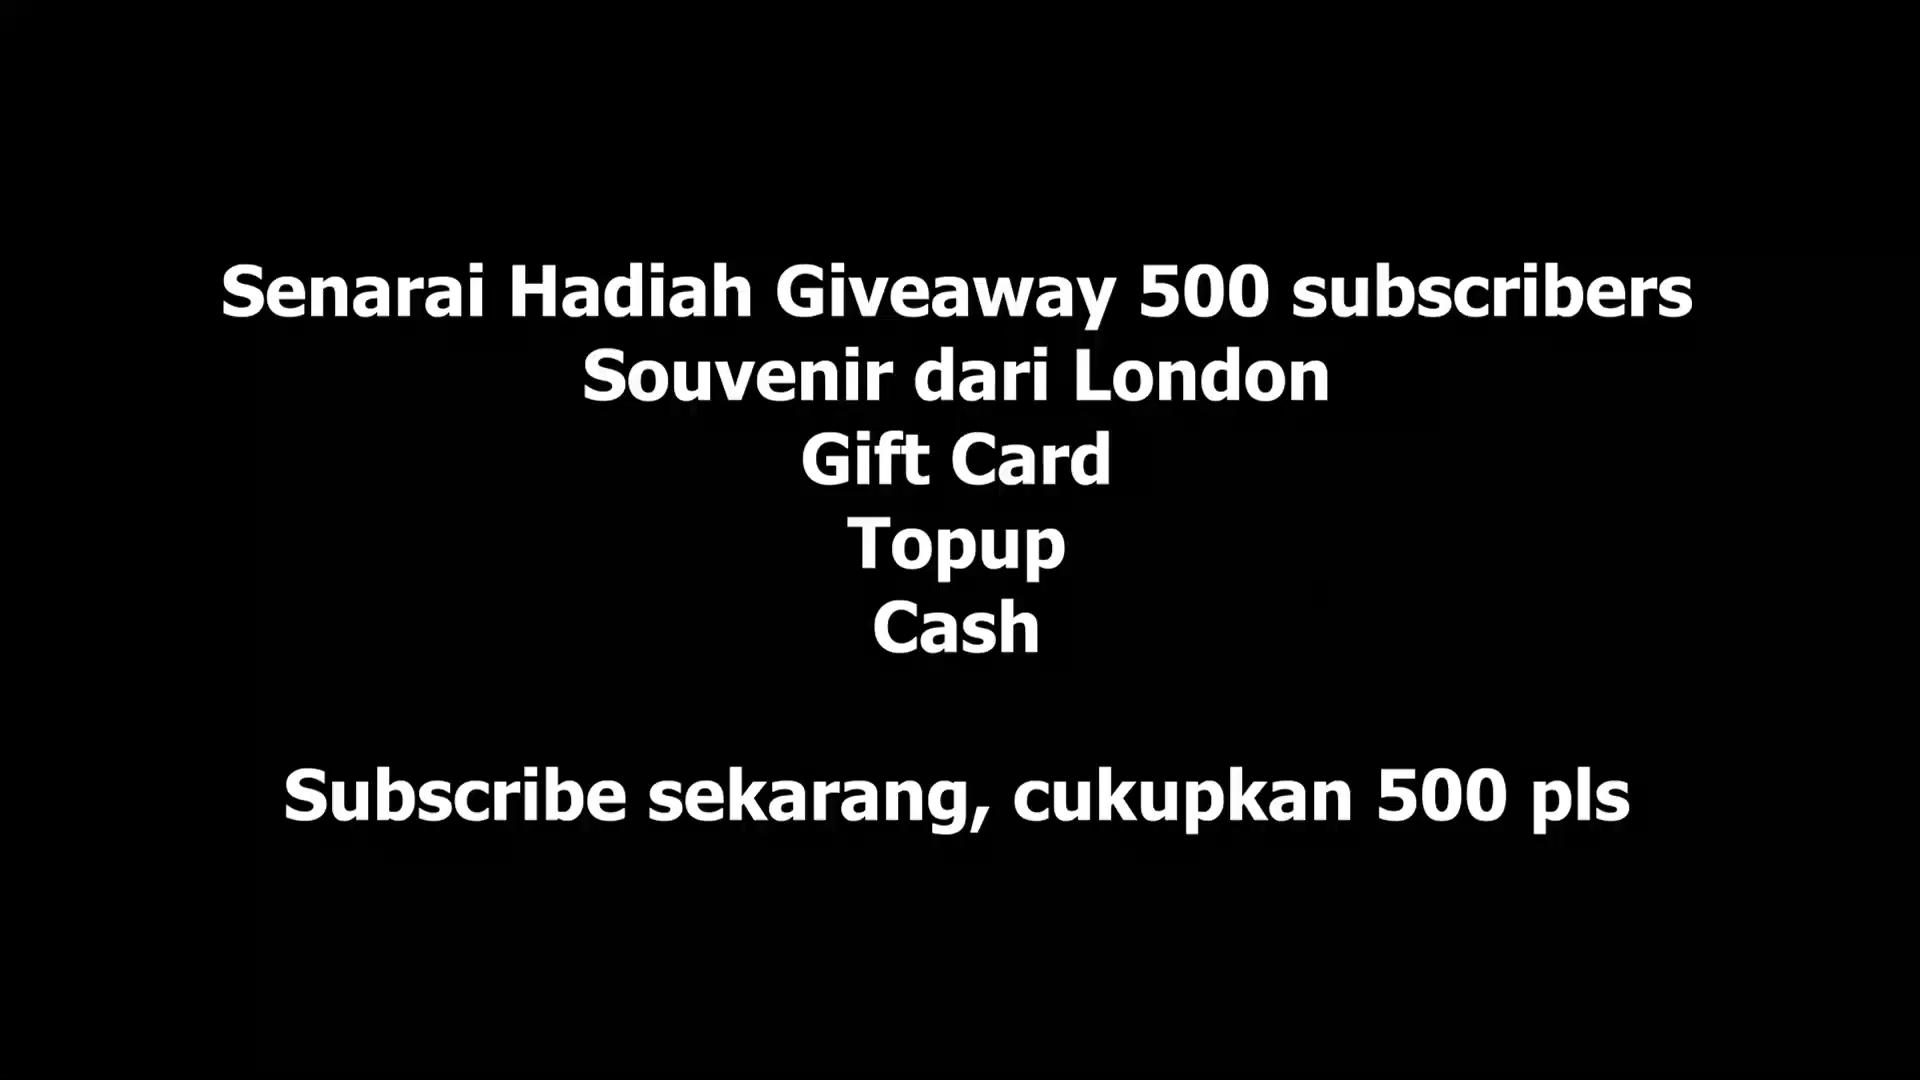 Senarai Hadiah Giveaway 500 subscribers
Souvenir dari London
Gift Card
Topup
Cash
Subscribe sekarang, cukupkan 500 pls